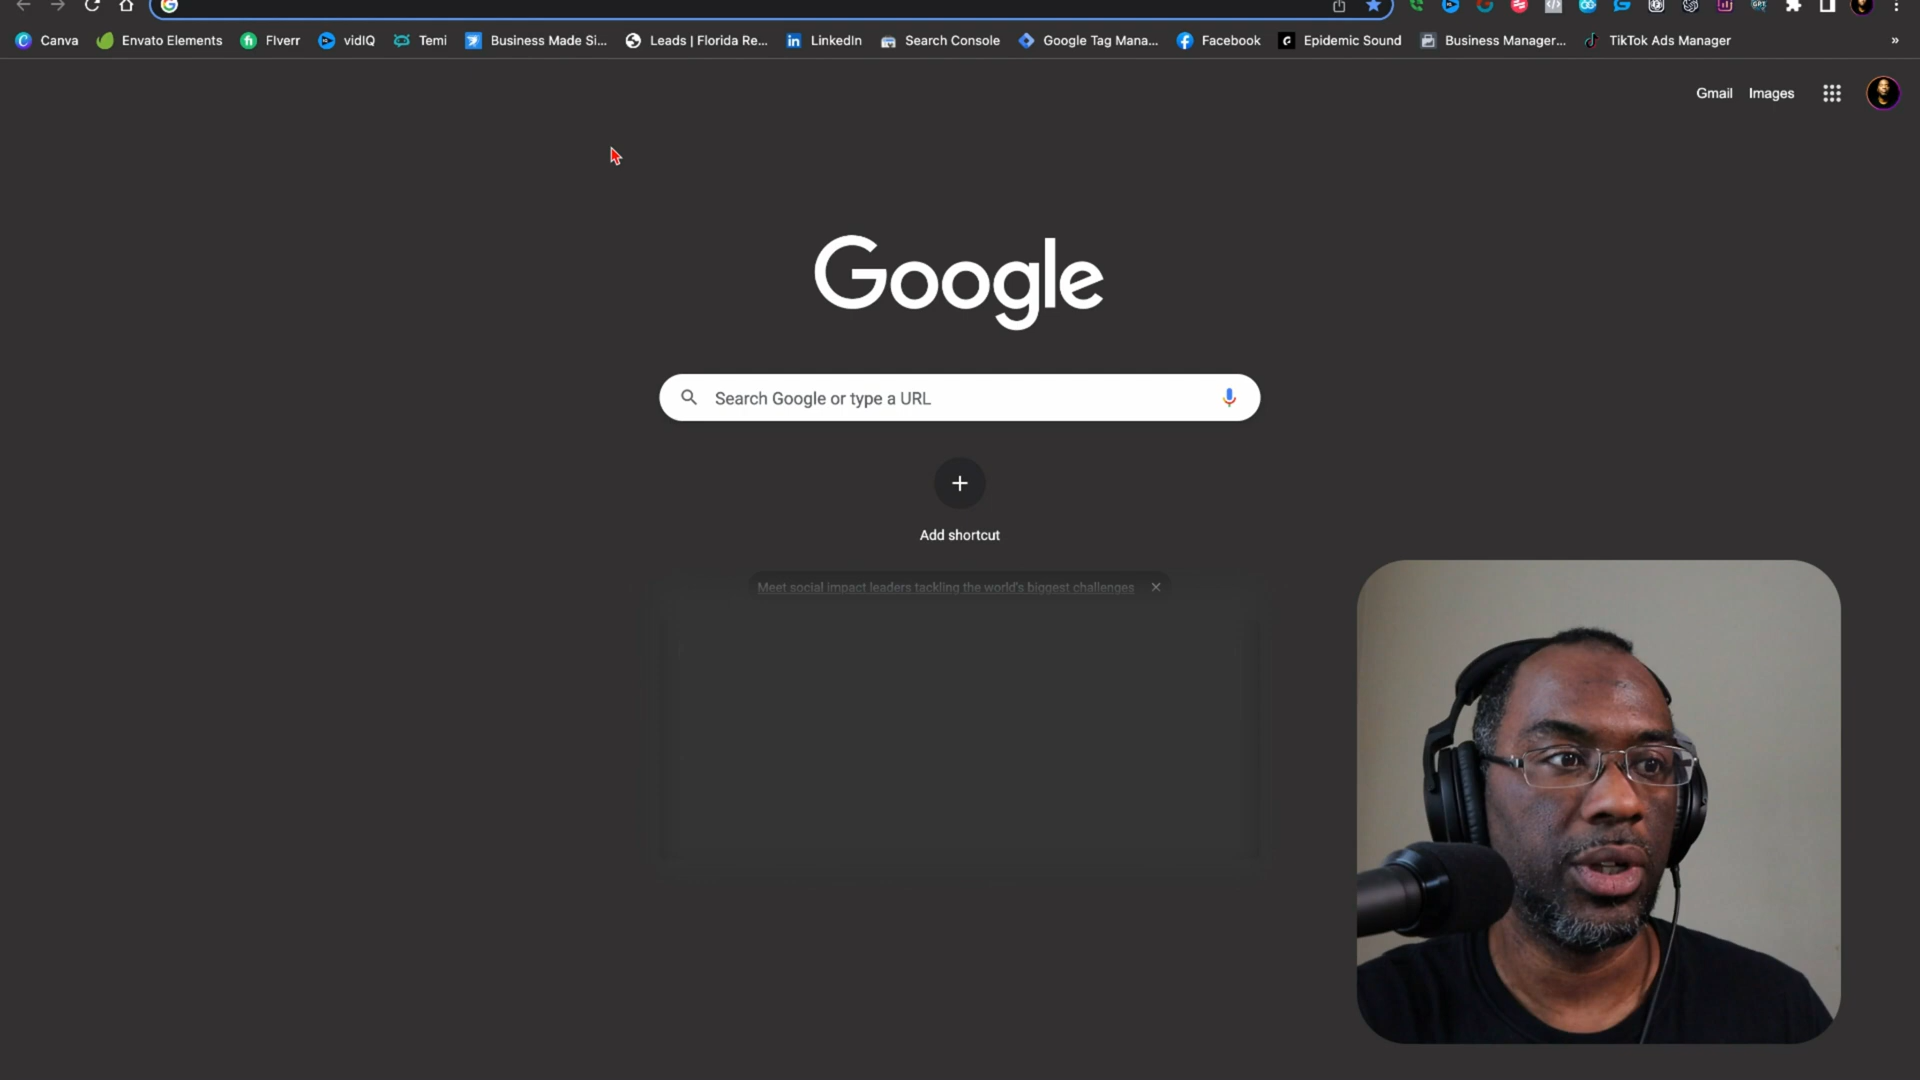 Canva Envato Elements FIverr vidIQ Temi Business Made Si... Leads | Florida Re... LinkedIn Search Console Google Tag Mana... Facebook Epidemic Sound Business Manager... TikTok Ads Manager »
Gmail Images
Google
Search Google or type a URL
Add shortcut
Meet social impact leaders tackling the world's biggest challenges